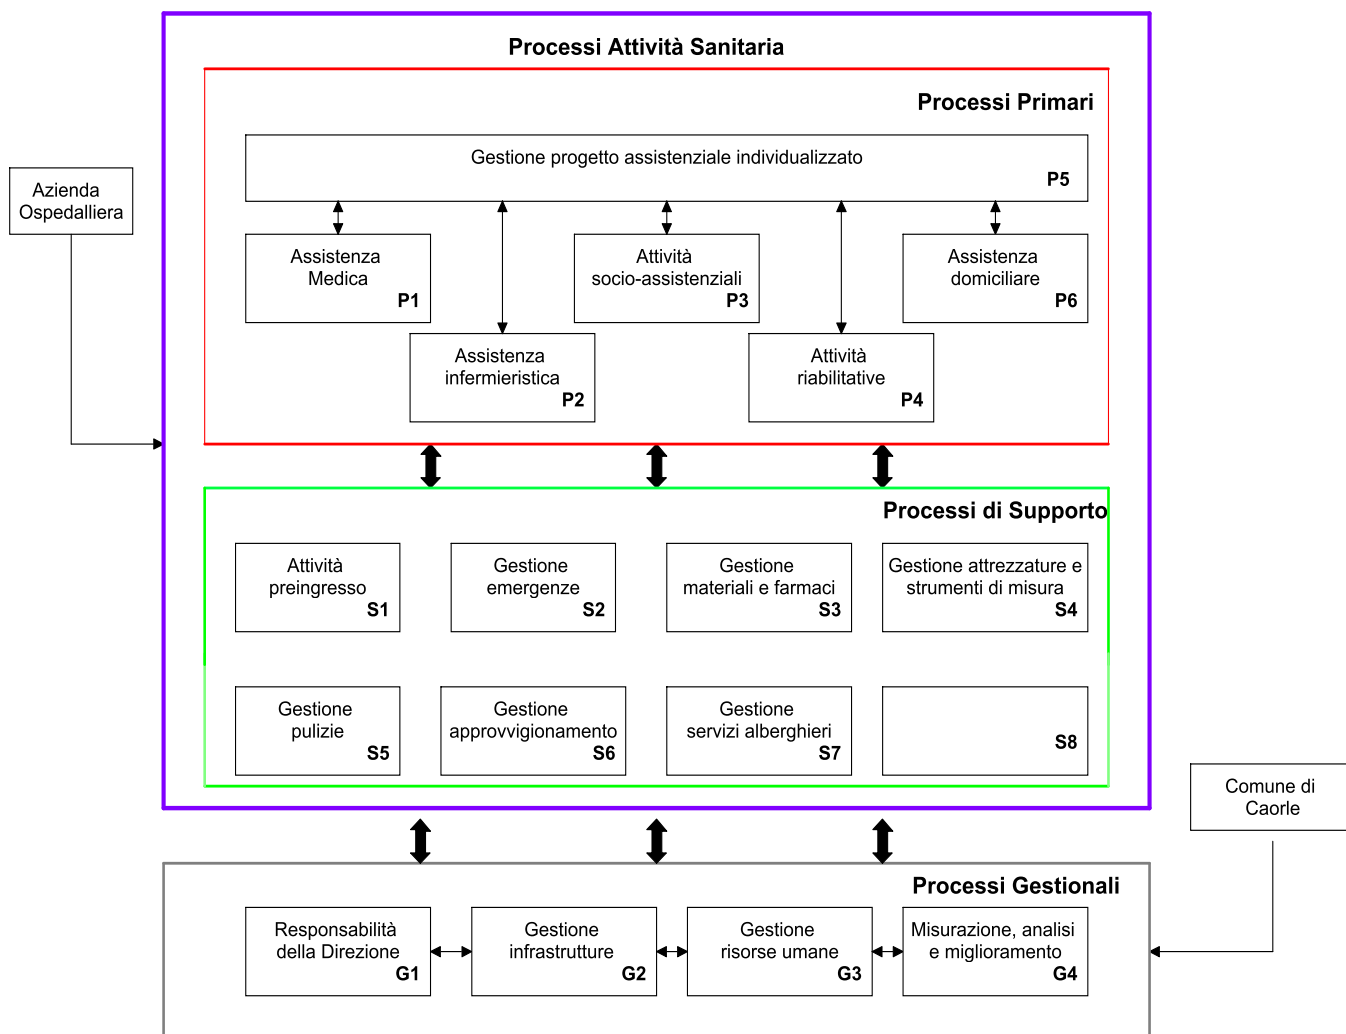 Processi Attività Sanitaria
Processi Primari
Gestione progetto assistenziale individualizzato
P5
Azienda
Ospedalliera
Assistenza
Medica
P1
Attività
socio-assistenziali
P3
Assistenza
domiciliare
P6
Assistenza
infermieristica
P2
Attività
riabilitative
P4
Processi di Supporto
Attività
preingresso
S1
Gestione
emergenze
S2
Gestione
materiali e farmaci
S3
Gestione attrezzature e
strumenti di misura
S4
Gestione
pulizie
S5
Gestione
approvvigionamento
S6
Gestione
servizi alberghieri
S7
S8
Comune di
Caorle
Processi Gestionali
Responsabilità
della Direzione
G1
Gestione
infrastrutture
G2
Gestione
risorse umane
G3
Misurazione, analisi
e miglioramento
G4